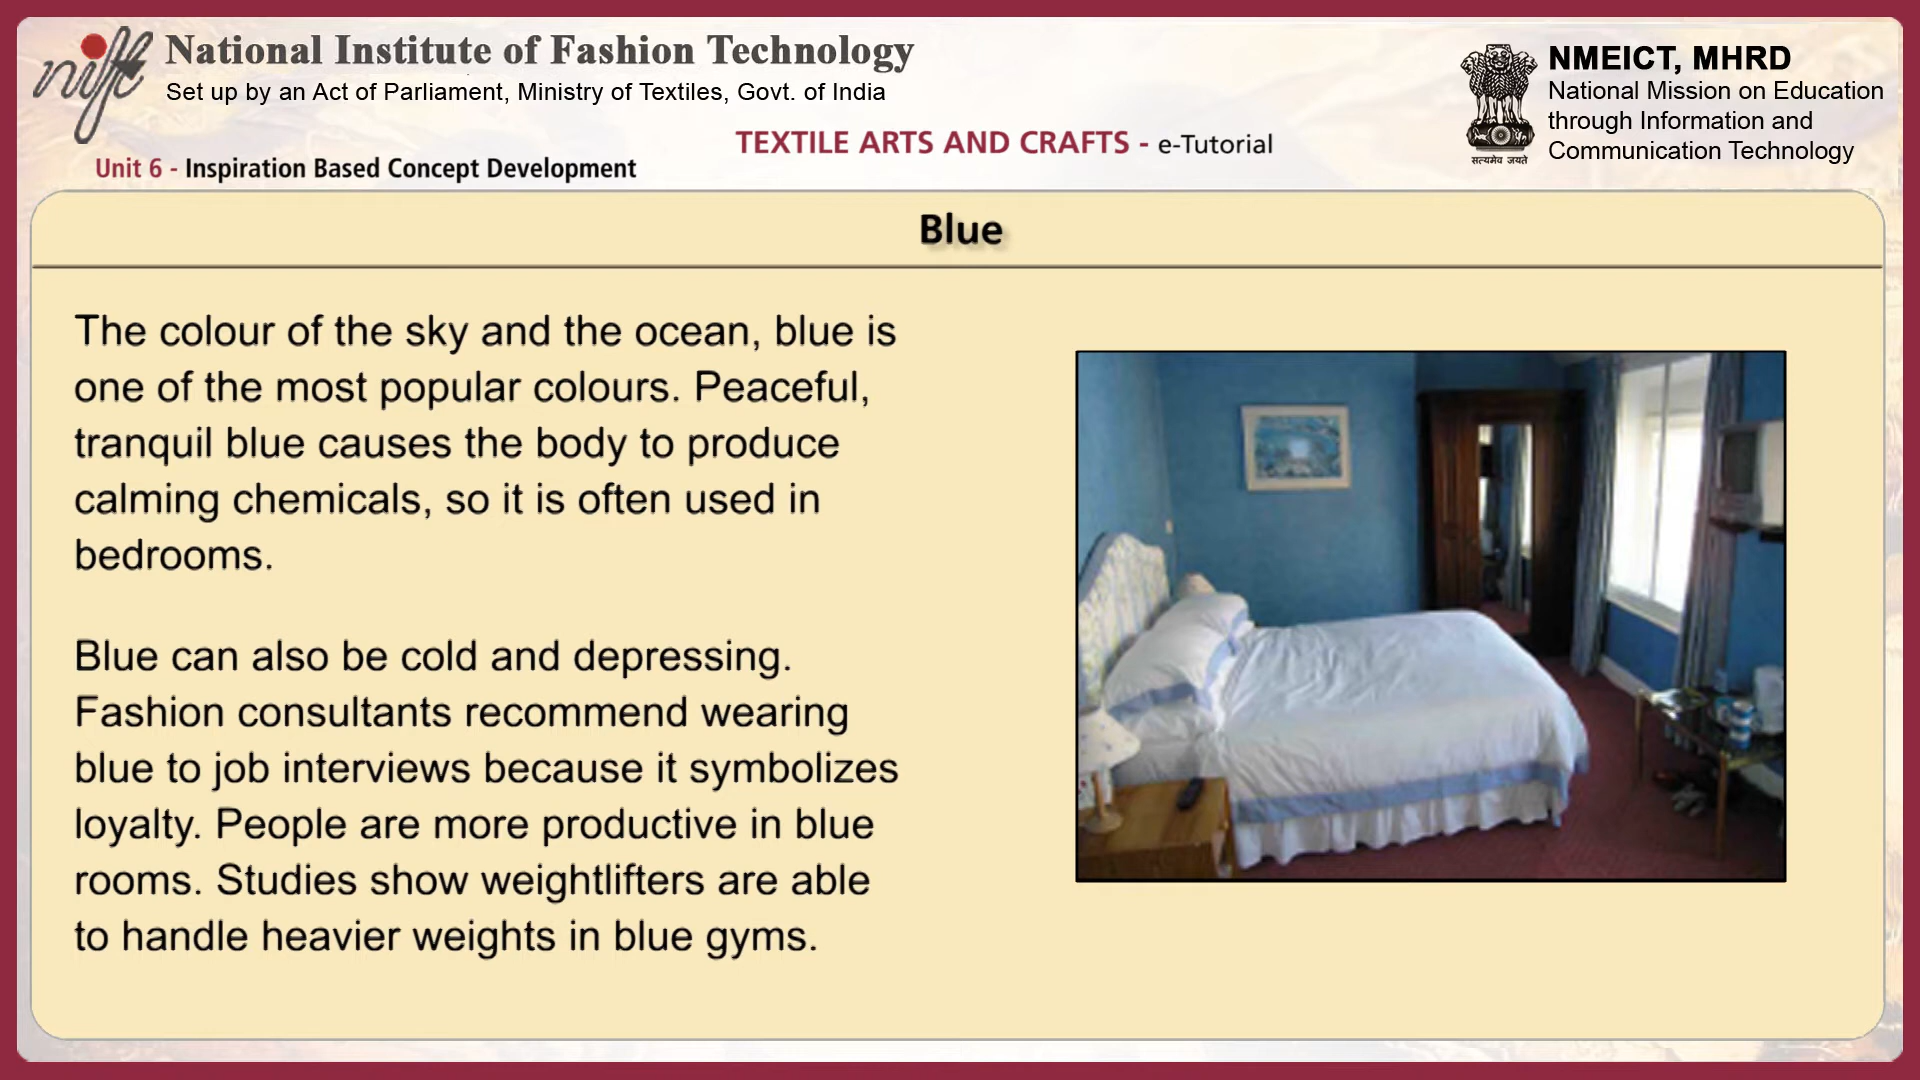 nift
National Institute of Fashion Technology
Set up by an Act of Parliament, Ministry of Textiles, Govt. of India
NMEICT, MHRD
National Mission on Education
through Information and
Communication Technology
सत्यमेव जयते
TEXTILE ARTS AND CRAFTS - e-Tutorial
Unit 6 - Inspiration Based Concept Development
Blue
The colour of the sky and the ocean, blue is
one of the most popular colours. Peaceful,
tranquil blue causes the body to produce
calming chemicals, so it is often used in
bedrooms.
Blue can also be cold and depressing.
Fashion consultants recommend wearing
blue to job interviews because it symbolizes
loyalty. People are more productive in blue
rooms. Studies show weightlifters are able
to handle heavier weights in blue gyms.